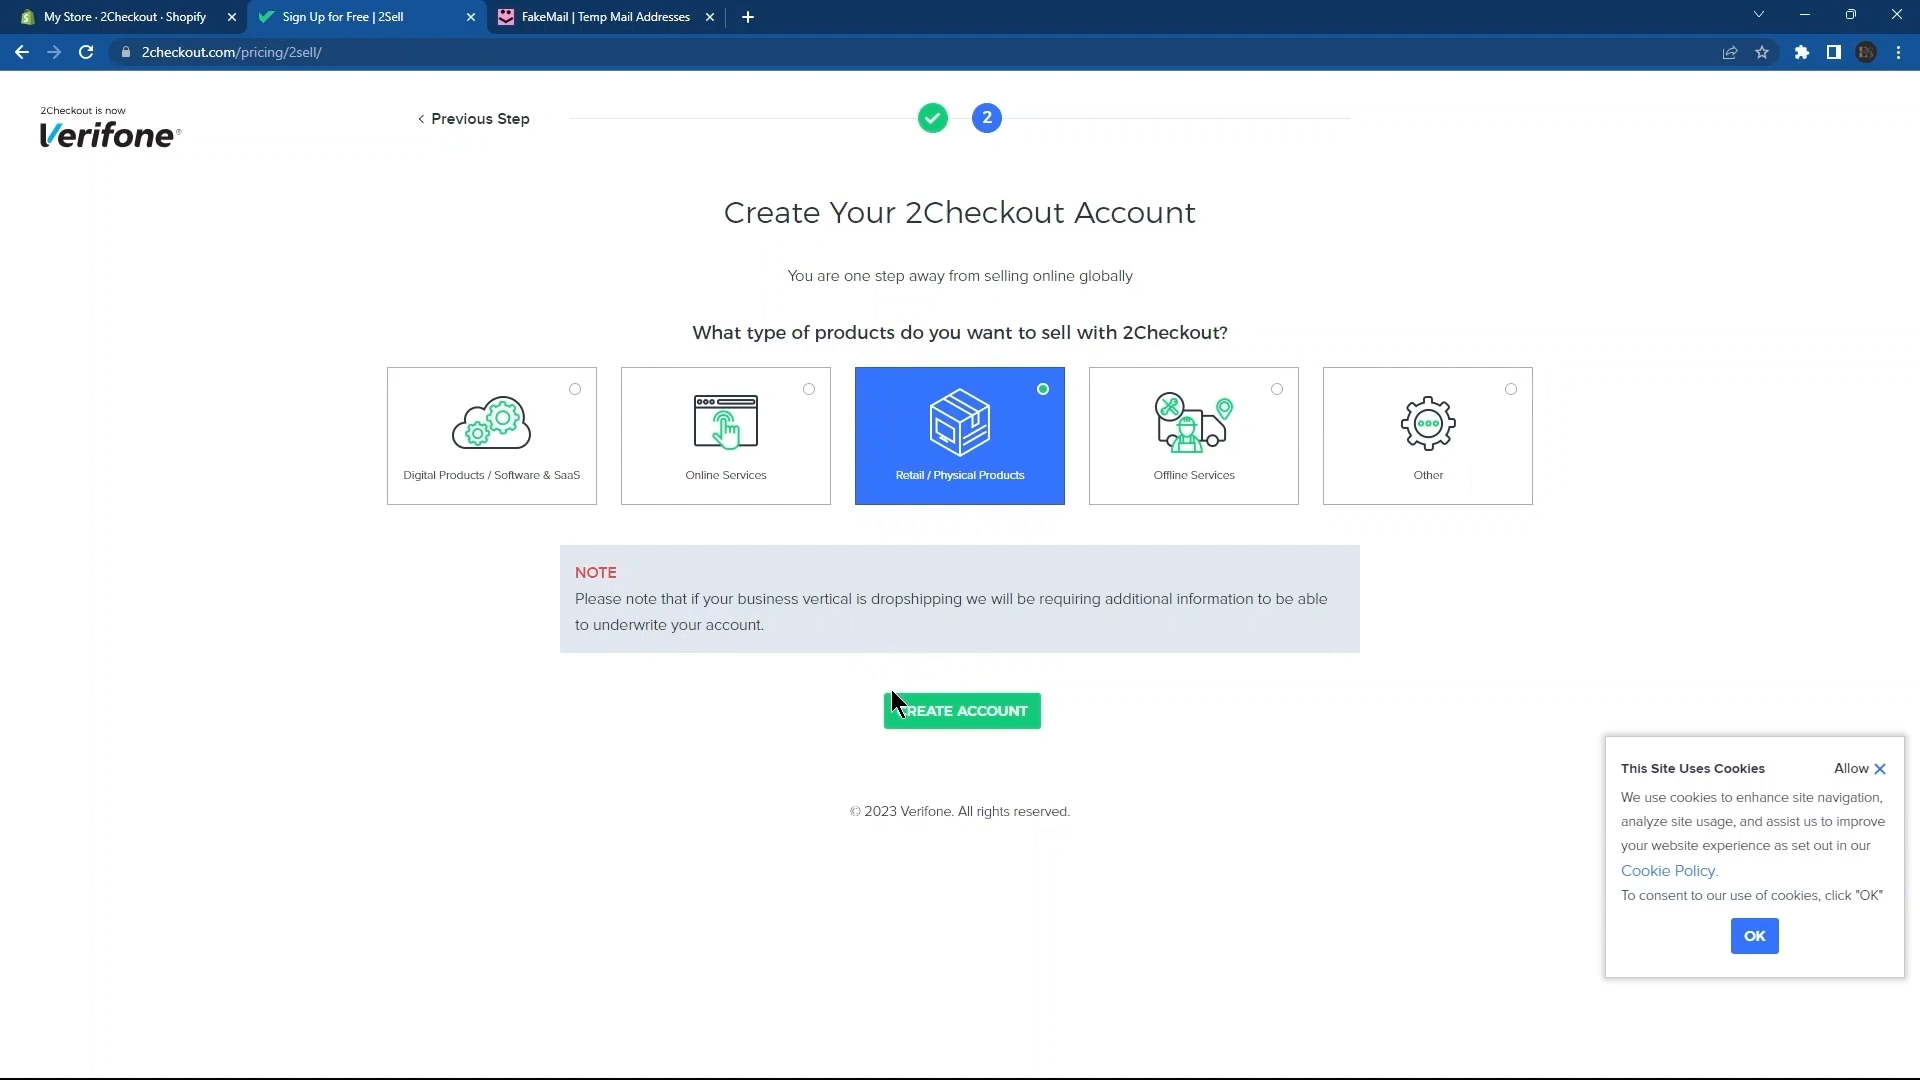 My Store · 2Checkout · Shopify
Sign Up for Free | 2Sell
FakeMail | Temp Mail Addresses
2checkout.com/pricing/2sell/
2Checkout is now
Verifone®
< Previous Step
2
Create Your 2Checkout Account
You are one step away from selling online globally
What type of products do you want to sell with 2Checkout?
Digital Products / Software & SaaS
Online Services
Retail / Physical Products
Offline Services
Other
NOTE
Please note that if your business vertical is dropshipping we will be requiring additional information to be able
to underwrite your account.
CREATE ACCOUNT
© 2023 Verifone. All rights reserved.
This Site Uses Cookies
Allow
We use cookies to enhance site navigation,
analyze site usage, and assist us to improve
your website experience as set out in our
Cookie Policy.
To consent to our use of cookies, click "OK"
OK